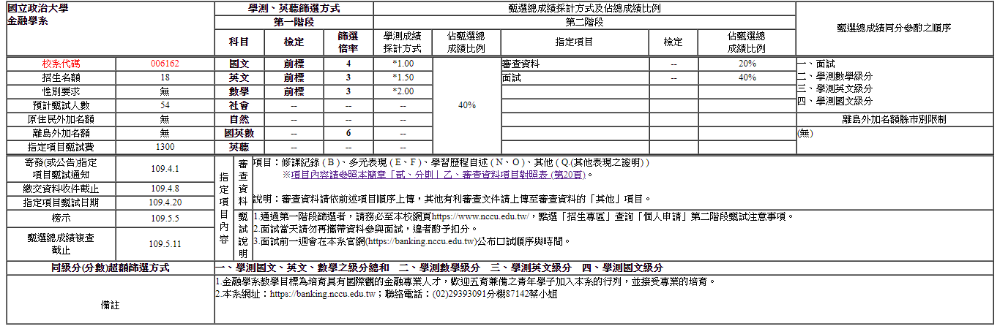 國立政治大學
金融學系
學測、英聽篩選方式
甄選總成績採計方式及佔總成績比例
甄選總成績同分參酌之順序
第一階段
第二階段
科目 檢定 篩選倍率 學測成績採計方式 佔甄選總成績比例 指定項目 檢定 佔甄選總成績比例
校系代碼 006162 國文 前標 4 *1.00 40% 審查資料 -- 20% 一、面試
招生名額 18 英文 前標 3 *1.50 面試 -- 40% 二、學測數學級分
性別要求 無 數學 前標 3 *2.00 三、學測英文級分
預計甄試人數 54 社會 -- -- -- 四、學測國文級分
原住民外加名額 無 自然 -- -- -- 離島外加名額縣市別限制
離島外加名額 無 國英數 -- 6 -- (無)
指定項目甄試費 1300 英聽 -- -- --
寄發(或公告)指定
項目甄試通知
109.4.1
繳交資料收件截止 109.4.8
指定項目甄試日期 109.4.20
榜示 109.5.5
甄選總成績複查
截止
109.5.11
指定項目內容
審查資料
項目：修課紀錄 ( B )、多元表現 ( E、F )、學習歷程自述 ( N、O )、其他 ( Q.(其他表現之證明) )
※項目內容請參照本簡章「貳、分則」乙、審查資料項目對照表 (第20頁)。
說明：審查資料請依前述項目順序上傳，其他有利審查文件請上傳至審查資料的「其他」項目。
甄試說明
1.通過第一階段篩選者，請務必至本校網頁https://www.nccu.edu.tw/，點選「招生專區」查詢「個人申請」第二階段甄試注意事項。
2.面試當天請勿再攜帶資料參與面試，違者酌予扣分。
3.面試前一週會在本系官網(https://banking.nccu.edu.tw)公布口試順序與時間。
同級分(分數)超額篩選方式 一、學測國文、英文、數學之級分總和 二、學測數學級分 三、學測英文級分 四、學測國文級分
備註
1.金融學系教學目標為培育具有國際觀的金融專業人才，歡迎五育兼備之青年學子加入本系的行列，並接受專業的培育。
2.本系網址：https://banking.nccu.edu.tw；聯絡電話：(02)29393091分機87142蔡小姐